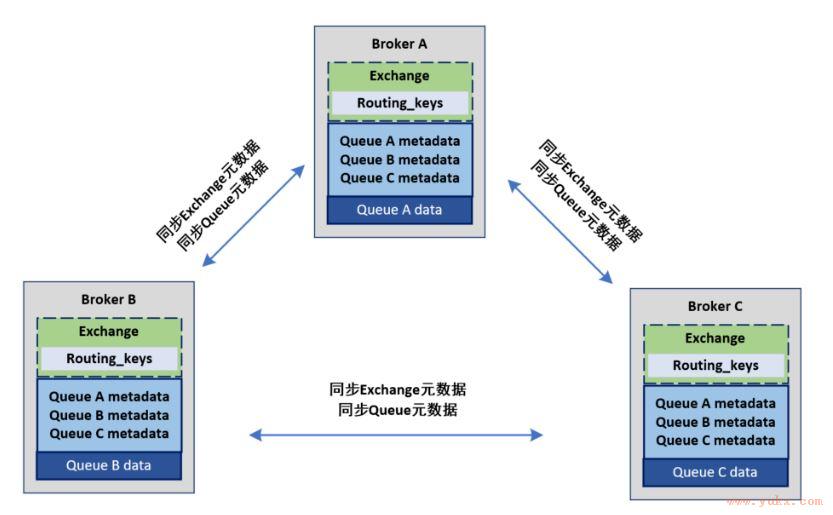 Broker A
Exchange
Routing_keys
Queue A metadata
Queue B metadata
Queue C metadata
Queue A data
同步Exchange元数据
同步Queue元数据
同步Exchange元数据
同步Queue元数据
Broker B
Exchange
Routing_keys
Queue A metadata
Queue B metadata
Queue C metadata
Queue B data
同步Exchange元数据
同步Queue元数据
Broker C
Exchange
Routing_keys
Queue A metadata
Queue B metadata
Queue C metadata
Queue C data
www.yuka.com